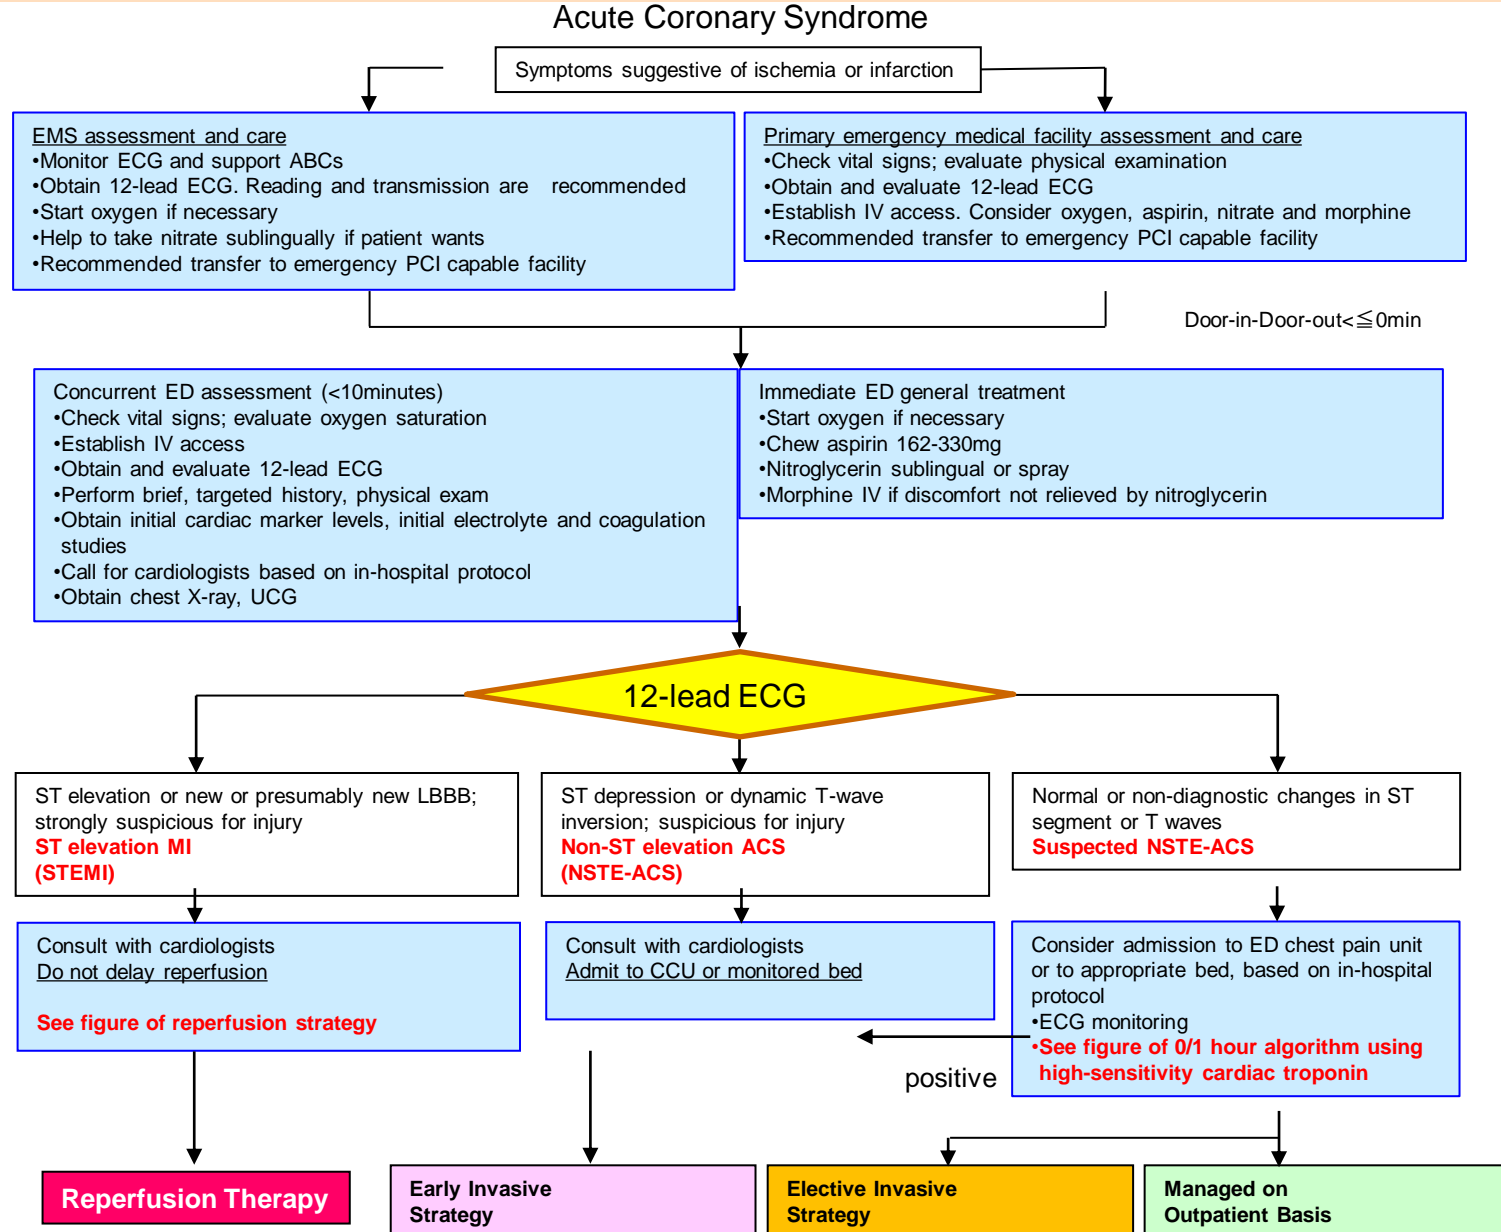 Acute Coronary Syndrome
Symptoms suggestive of ischemia or infarction
EMS assessment and care
•Monitor ECG and support ABCs
•Obtain 12-lead ECG. Reading and transmission are recommended
•Start oxygen if necessary
•Help to take nitrate sublingually if patient wants
•Recommended transfer to emergency PCI capable facility
Primary emergency medical facility assessment and care
•Check vital signs; evaluate physical examination
•Obtain and evaluate 12-lead ECG
•Establish IV access. Consider oxygen, aspirin, nitrate and morphine
•Recommended transfer to emergency PCI capable facility
Door-in-Door-out<≦0min
Concurrent ED assessment (<10minutes)
•Check vital signs; evaluate oxygen saturation
•Establish IV access
•Obtain and evaluate 12-lead ECG
•Perform brief, targeted history, physical exam
•Obtain initial cardiac marker levels, initial electrolyte and coagulation
studies
•Call for cardiologists based on in-hospital protocol
•Obtain chest X-ray, UCG
Immediate ED general treatment
•Start oxygen if necessary
•Chew aspirin 162-330mg
•Nitroglycerin sublingual or spray
•Morphine IV if discomfort not relieved by nitroglycerin
12-lead ECG
ST elevation or new or presumably new LBBB;
strongly suspicious for injury
ST elevation MI
(STEMI)
ST depression or dynamic T-wave
inversion; suspicious for injury
Non-ST elevation ACS
(NSTE-ACS)
Normal or non-diagnostic changes in ST
segment or T waves
Suspected NSTE-ACS
Consult with cardiologists
Do not delay reperfusion
See figure of reperfusion strategy
Consult with cardiologists
Admit to CCU or monitored bed
Consider admission to ED chest pain unit
or to appropriate bed, based on in-hospital
protocol
•ECG monitoring
•See figure of 0/1 hour algorithm using
high-sensitivity cardiac troponin
positive
Reperfusion Therapy
Early Invasive
Strategy
Elective Invasive
Strategy
Managed on
Outpatient Basis